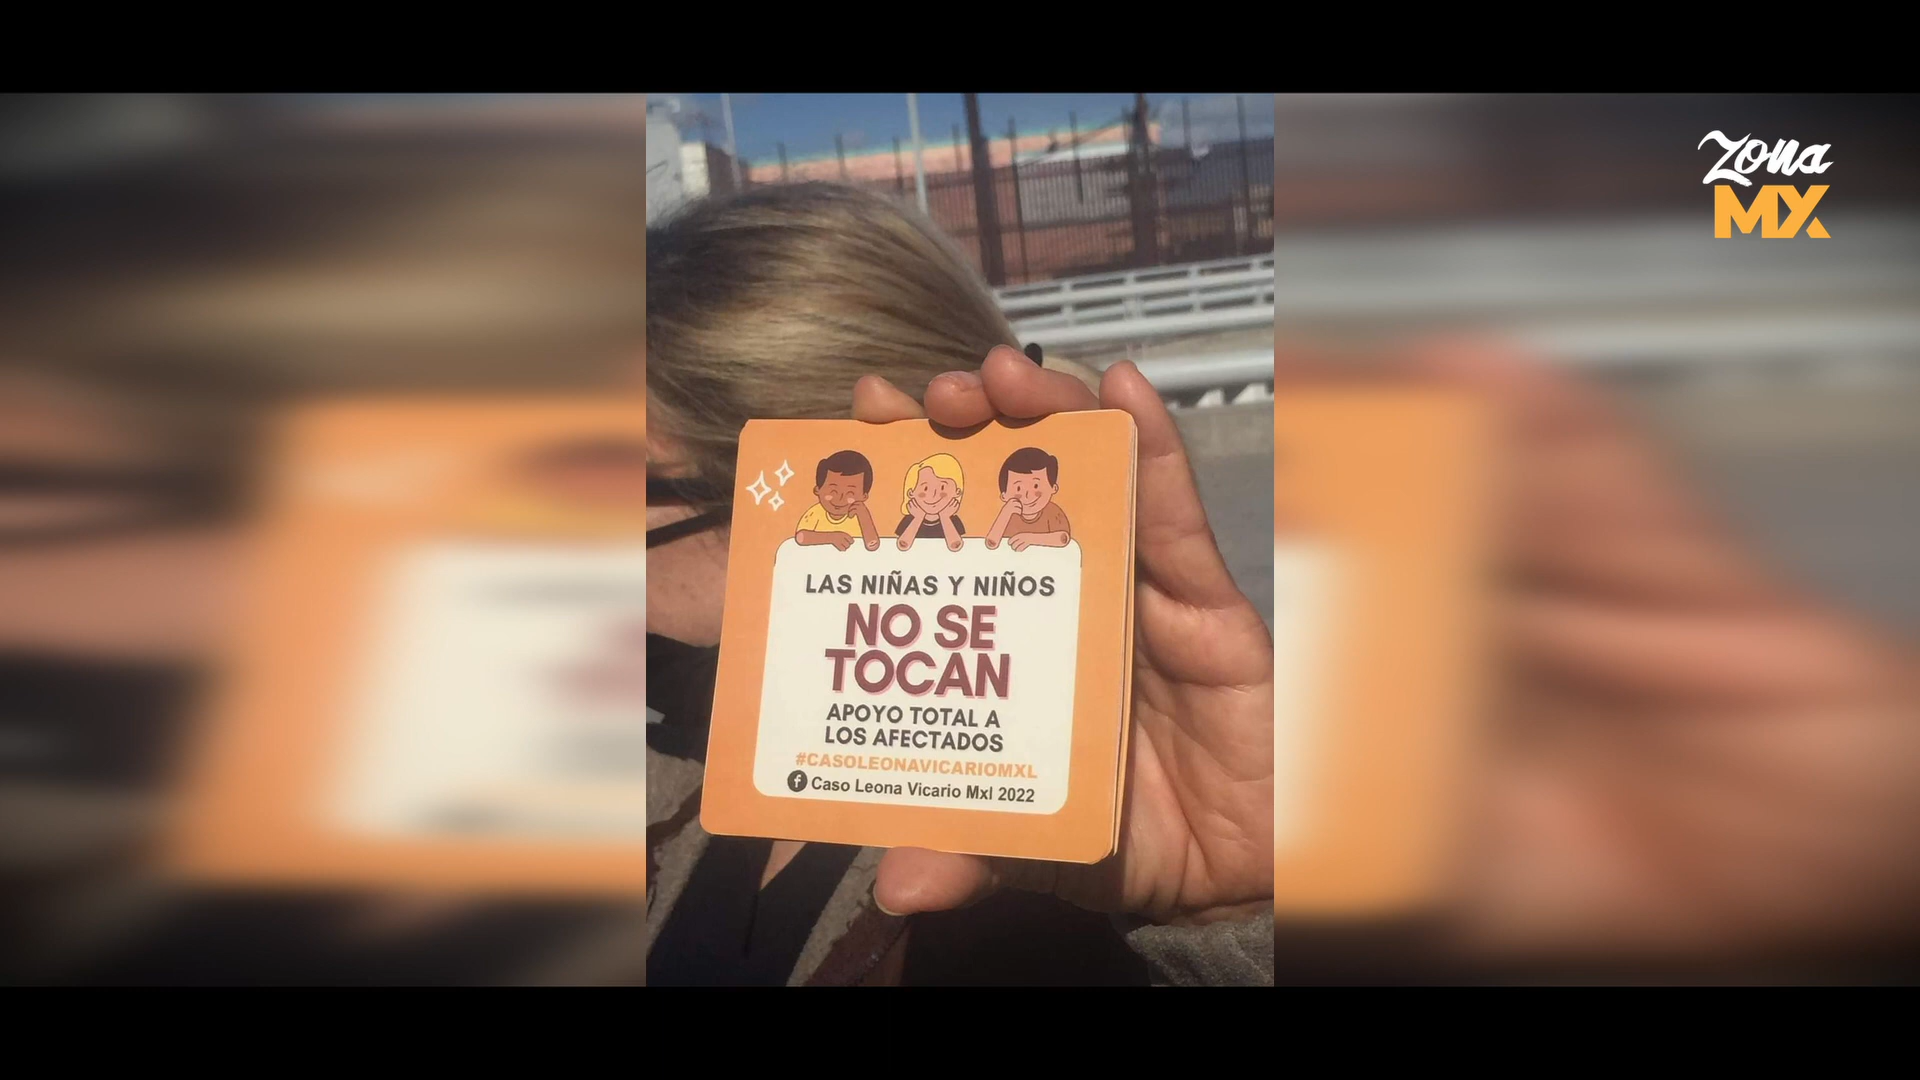 Zona
MX
LAS NIÑAS Y NIÑOS
NO SE
TOCAN
APOYO TOTAL A
LOS AFECTADOS
#CASOLEONAVICARIOMXL
Caso Leona Vicario Mxl 2022